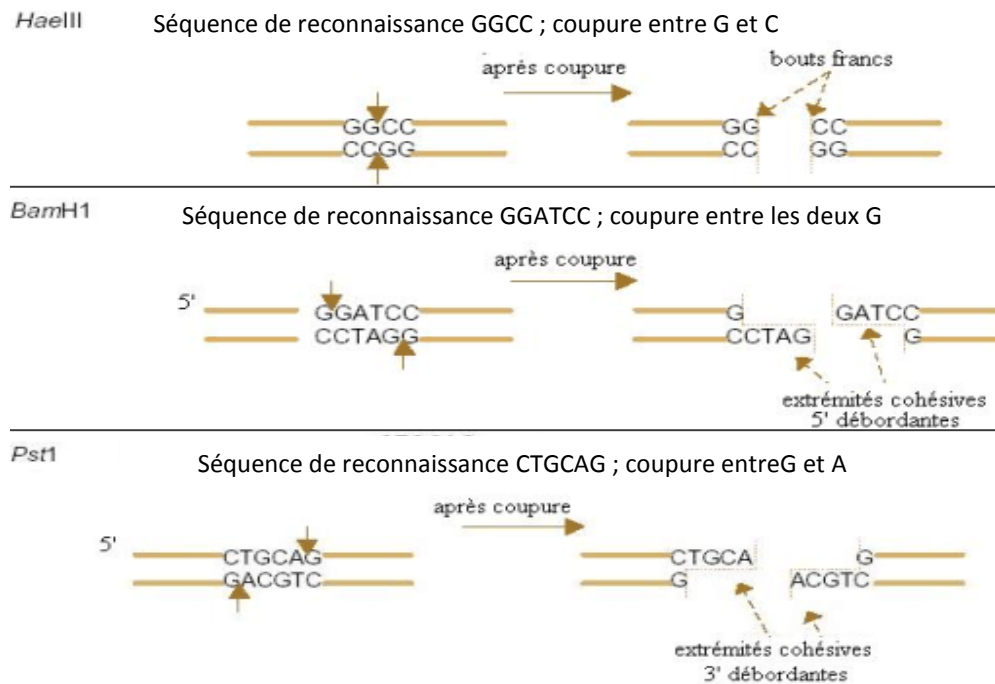 HaeIII Séquence de reconnaissance GGCC ; coupure entre G et C
après coupure
bouts francs
GGCC GG CC
CCGG CC GG
BamH1 Séquence de reconnaissance GGATCC ; coupure entre les deux G
après coupure
5' GGATCC G GATCC
CCTAGG CCTAG G
extrémités cohésives
5' débordantes
Pst1 Séquence de reconnaissance CTGCAG ; coupure entreG et A
après coupure
5' CTGCAG CTGCA G
GACGTC G ACGTC
extrémités cohésives
3' débordantes